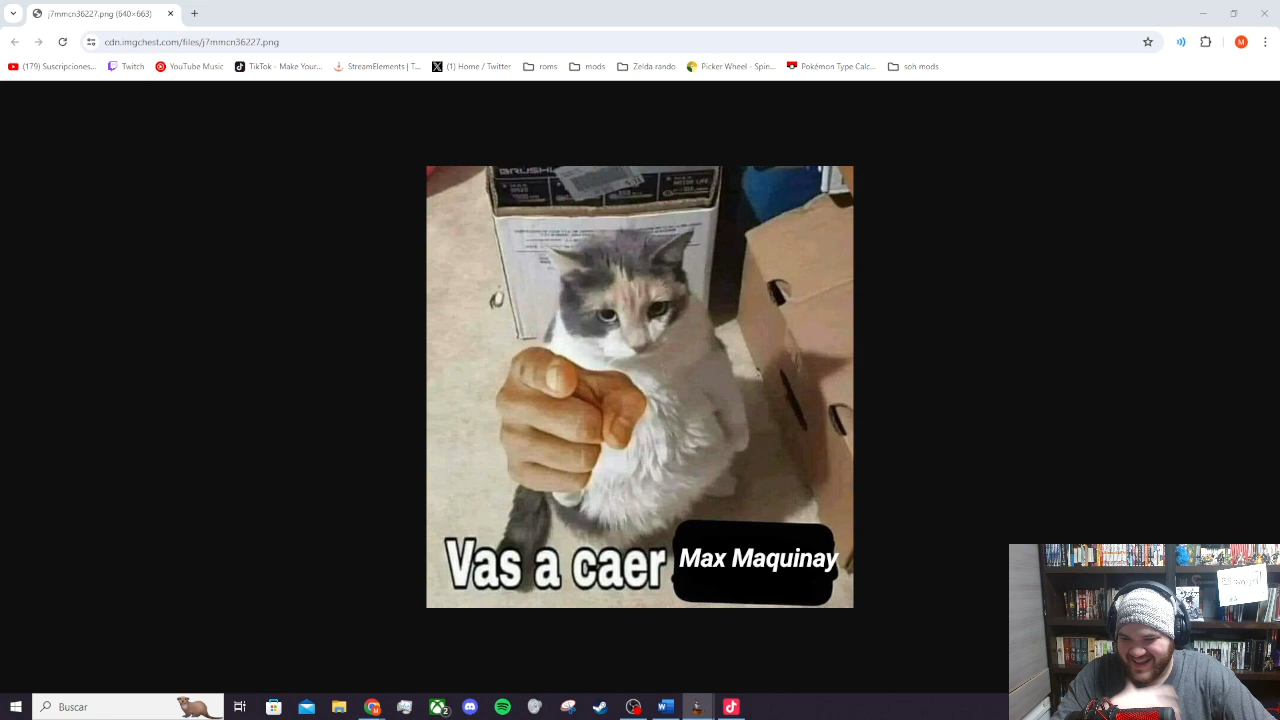 j7mmcn36227.png (640×663)
cdn.imgchest.com/files/j7mmcn36227.png
M
(179) Suscripciones...
Twitch
YouTube Music
TikTok - Make Your...
StreamElements | T...
(1) Home / Twitter
roms
mods
Zelda rando
Picker Wheel - Spin...
Pokémon Type Calc...
soh mods
Vas a caer Max Maquinay
Buscar
2